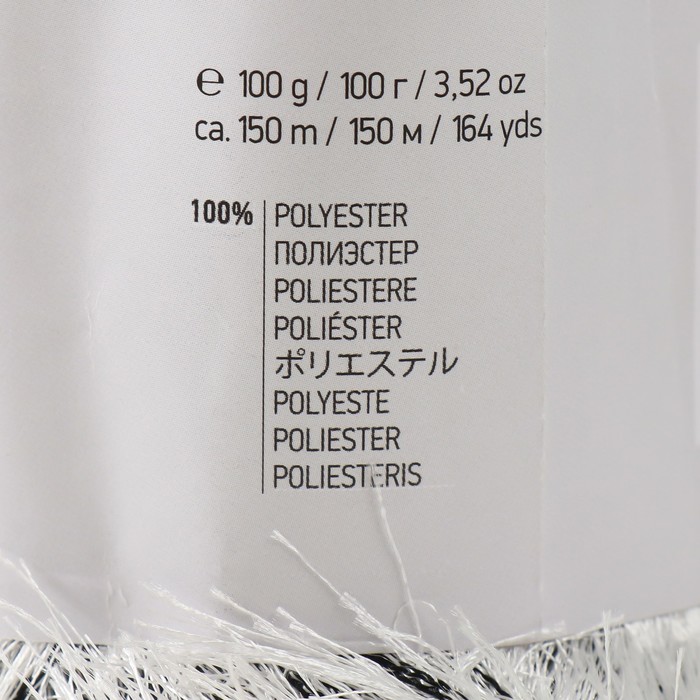 ℮ 100 g / 100 г / 3,52 oz
ca. 150 m / 150 м / 164 yds
100% POLYESTER
ПОЛИЭСТЕР
POLIESTERE
POLIÉSTER
ポリエステル
POLYESTE
POLIESTER
POLIESTERIS